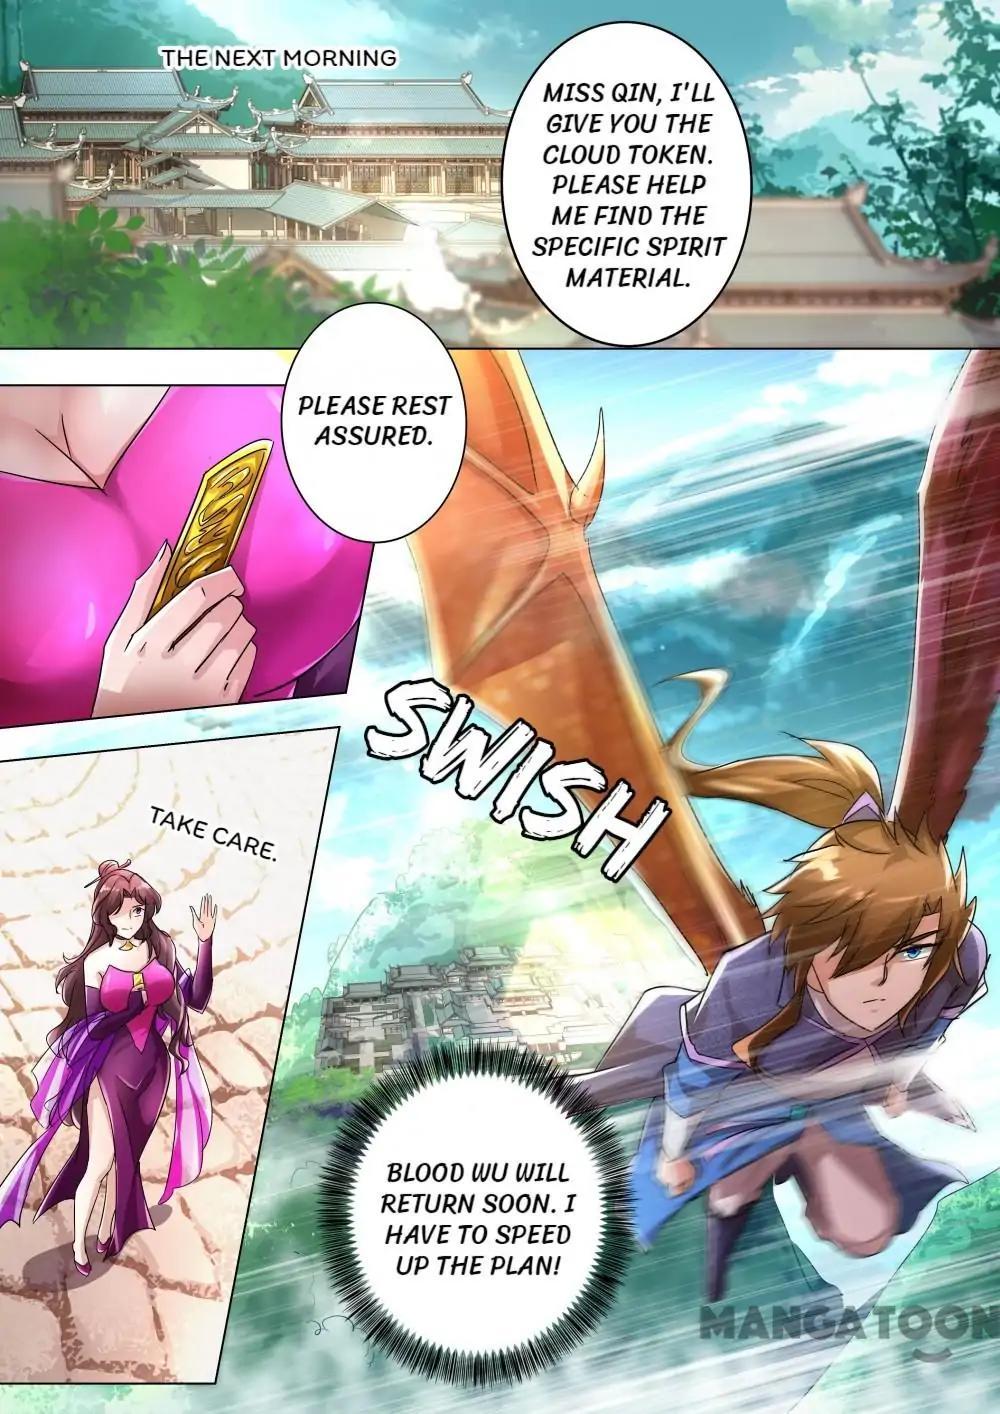 THE NEXT MORNING
MISS QIN, I'LL
GIVE YOU THE
CLOUD TOKEN.
PLEASE HELP
ME FIND THE
SPECIFIC SPIRIT
MATERIAL.
PLEASE REST
ASSURED.
SWISH
TAKE CARE.
BLOOD WU WILL
RETURN SOON. I
HAVE TO SPEED
UP THE PLAN!
MANGATOON